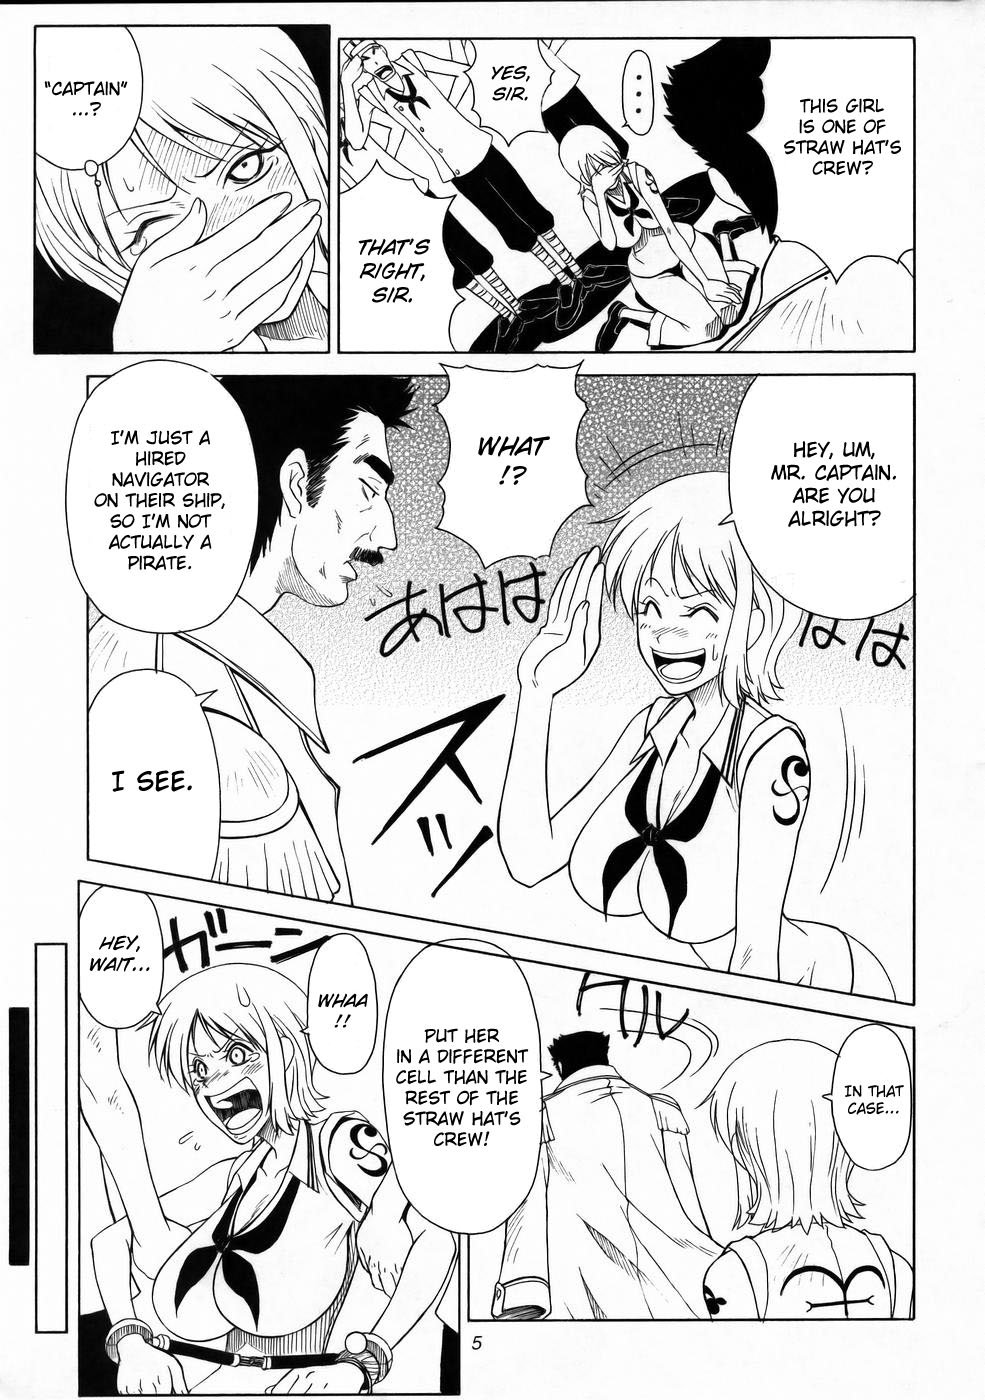 THIS GIRL
IS ONE OF
STRAW HAT'S
CREW?
...
YES,
SIR.
THAT'S
RIGHT,
SIR.
"CAPTAIN"
...?
HEY, UM,
MR. CAPTAIN.
ARE YOU
ALRIGHT?
WHAT
!?
あははは
はは
スッ
I'M JUST A
HIRED
NAVIGATOR
ON THEIR SHIP,
SO I'M NOT
ACTUALLY A
PIRATE.
I SEE.
IN THAT
CASE...
クルッ
PUT HER
IN A DIFFERENT
CELL THAN THE
REST OF THE
STRAW HAT'S
CREW!
WHAA
!!
ガーン
HEY,
WAIT...
5